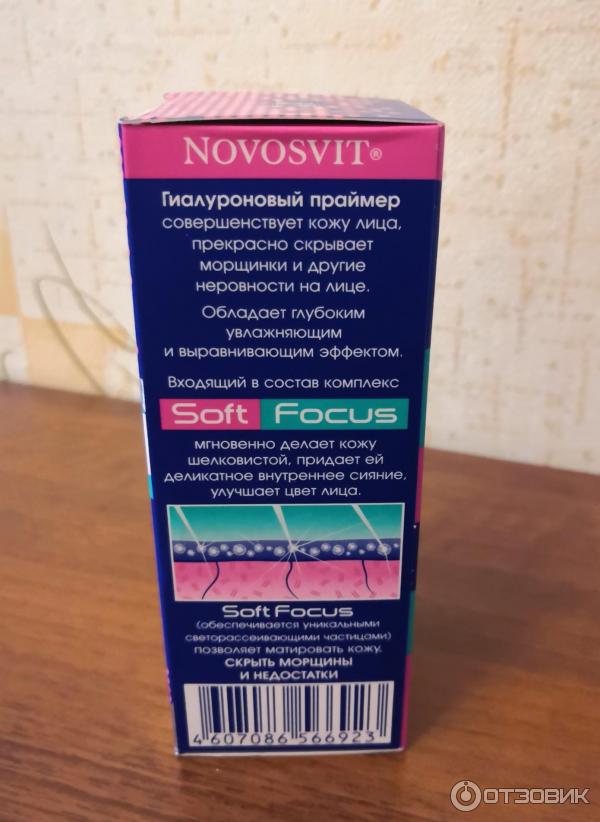 NOVOSVIT®
Гиалуроновый праймер
совершенствует кожу лица,
прекрасно скрывает
морщинки и другие
неровности на лице.
Обладает глубоким
увлажняющим
и выравнивающим эффектом.
Входящий в состав комплекс
Soft Focus
мгновенно делает кожу
шелковистой, придает ей
деликатное внутреннее сияние,
улучшает цвет лица.
Soft Focus
(обеспечивается уникальными
светорассеивающими частицами)
позволяет матировать кожу,
СКРЫТЬ МОРЩИНЫ
И НЕДОСТАТКИ
4 607086 566923
ОТЗОВИК